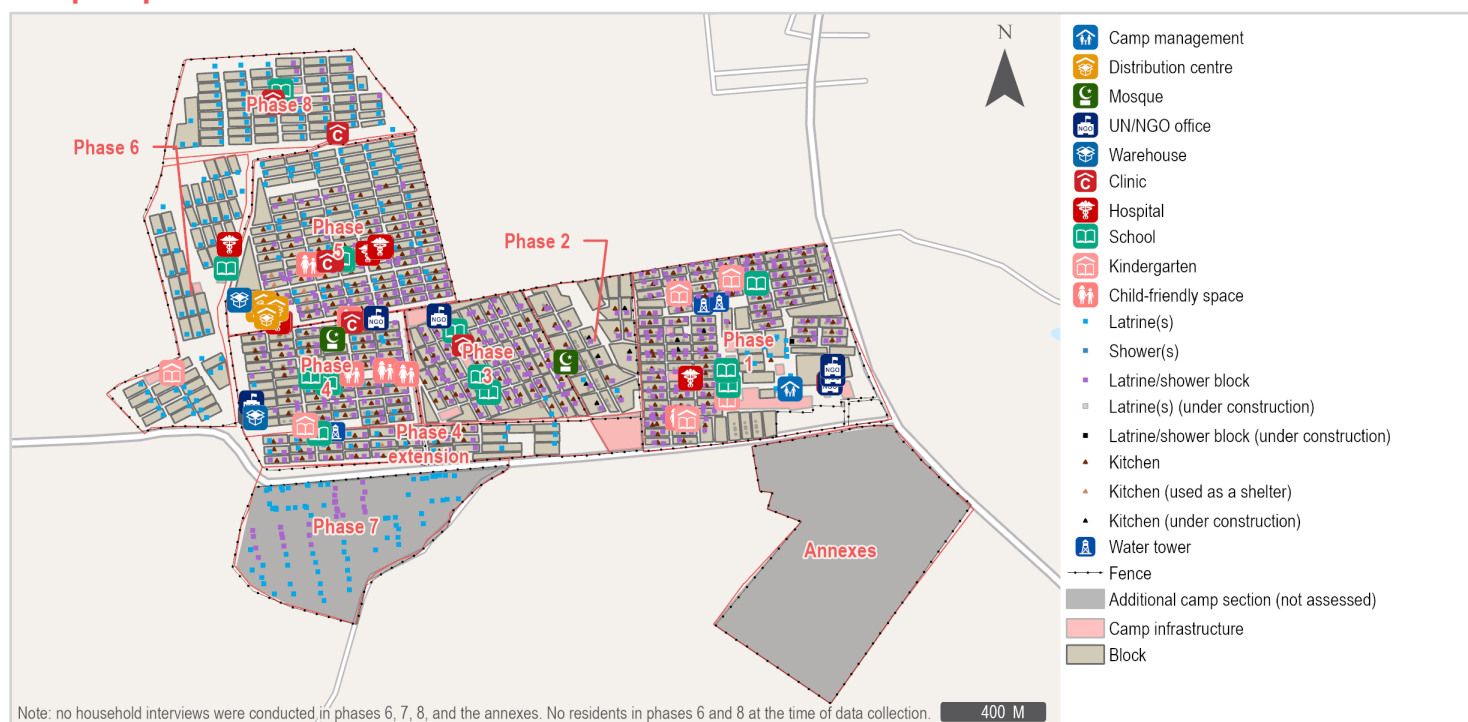 N
Phase 8
Phase 6
Phase
5
Phase 2
Phase
1
Phase
3
Phase
4
Phase 4
extension
Phase 7
Annexes
C
C
C
C
C
NGO
NGO
NGO
NGO
Camp management
Distribution centre
Mosque
NGO
UN/NGO office
Warehouse
C
Clinic
Hospital
School
Kindergarten
Child-friendly space
Latrine(s)
Shower(s)
Latrine/shower block
Latrine(s) (under construction)
Latrine/shower block (under construction)
Kitchen
Kitchen (used as a shelter)
Kitchen (under construction)
Water tower
Fence
Additional camp section (not assessed)
Camp infrastructure
Block
Note: no household interviews were conducted in phases 6, 7, 8, and the annexes. No residents in phases 6 and 8 at the time of data collection.
400 M